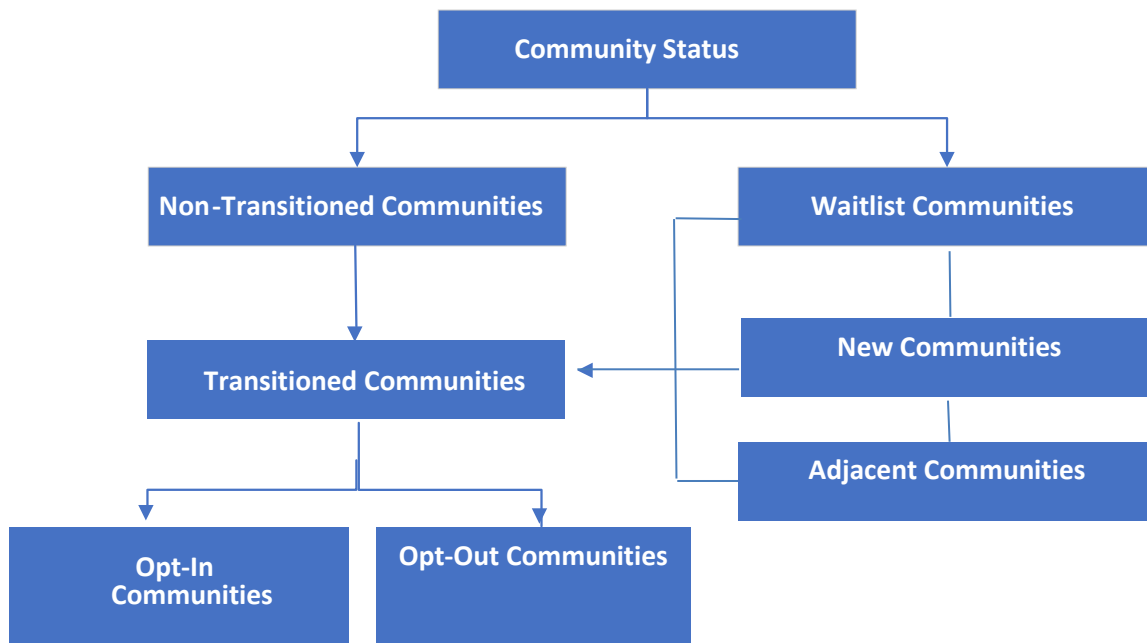 Community Status
Non-Transitioned Communities
Waitlist Communities
New Communities
Transitioned Communities
Adjacent Communities
Opt-In
Communities
Opt-Out Communities